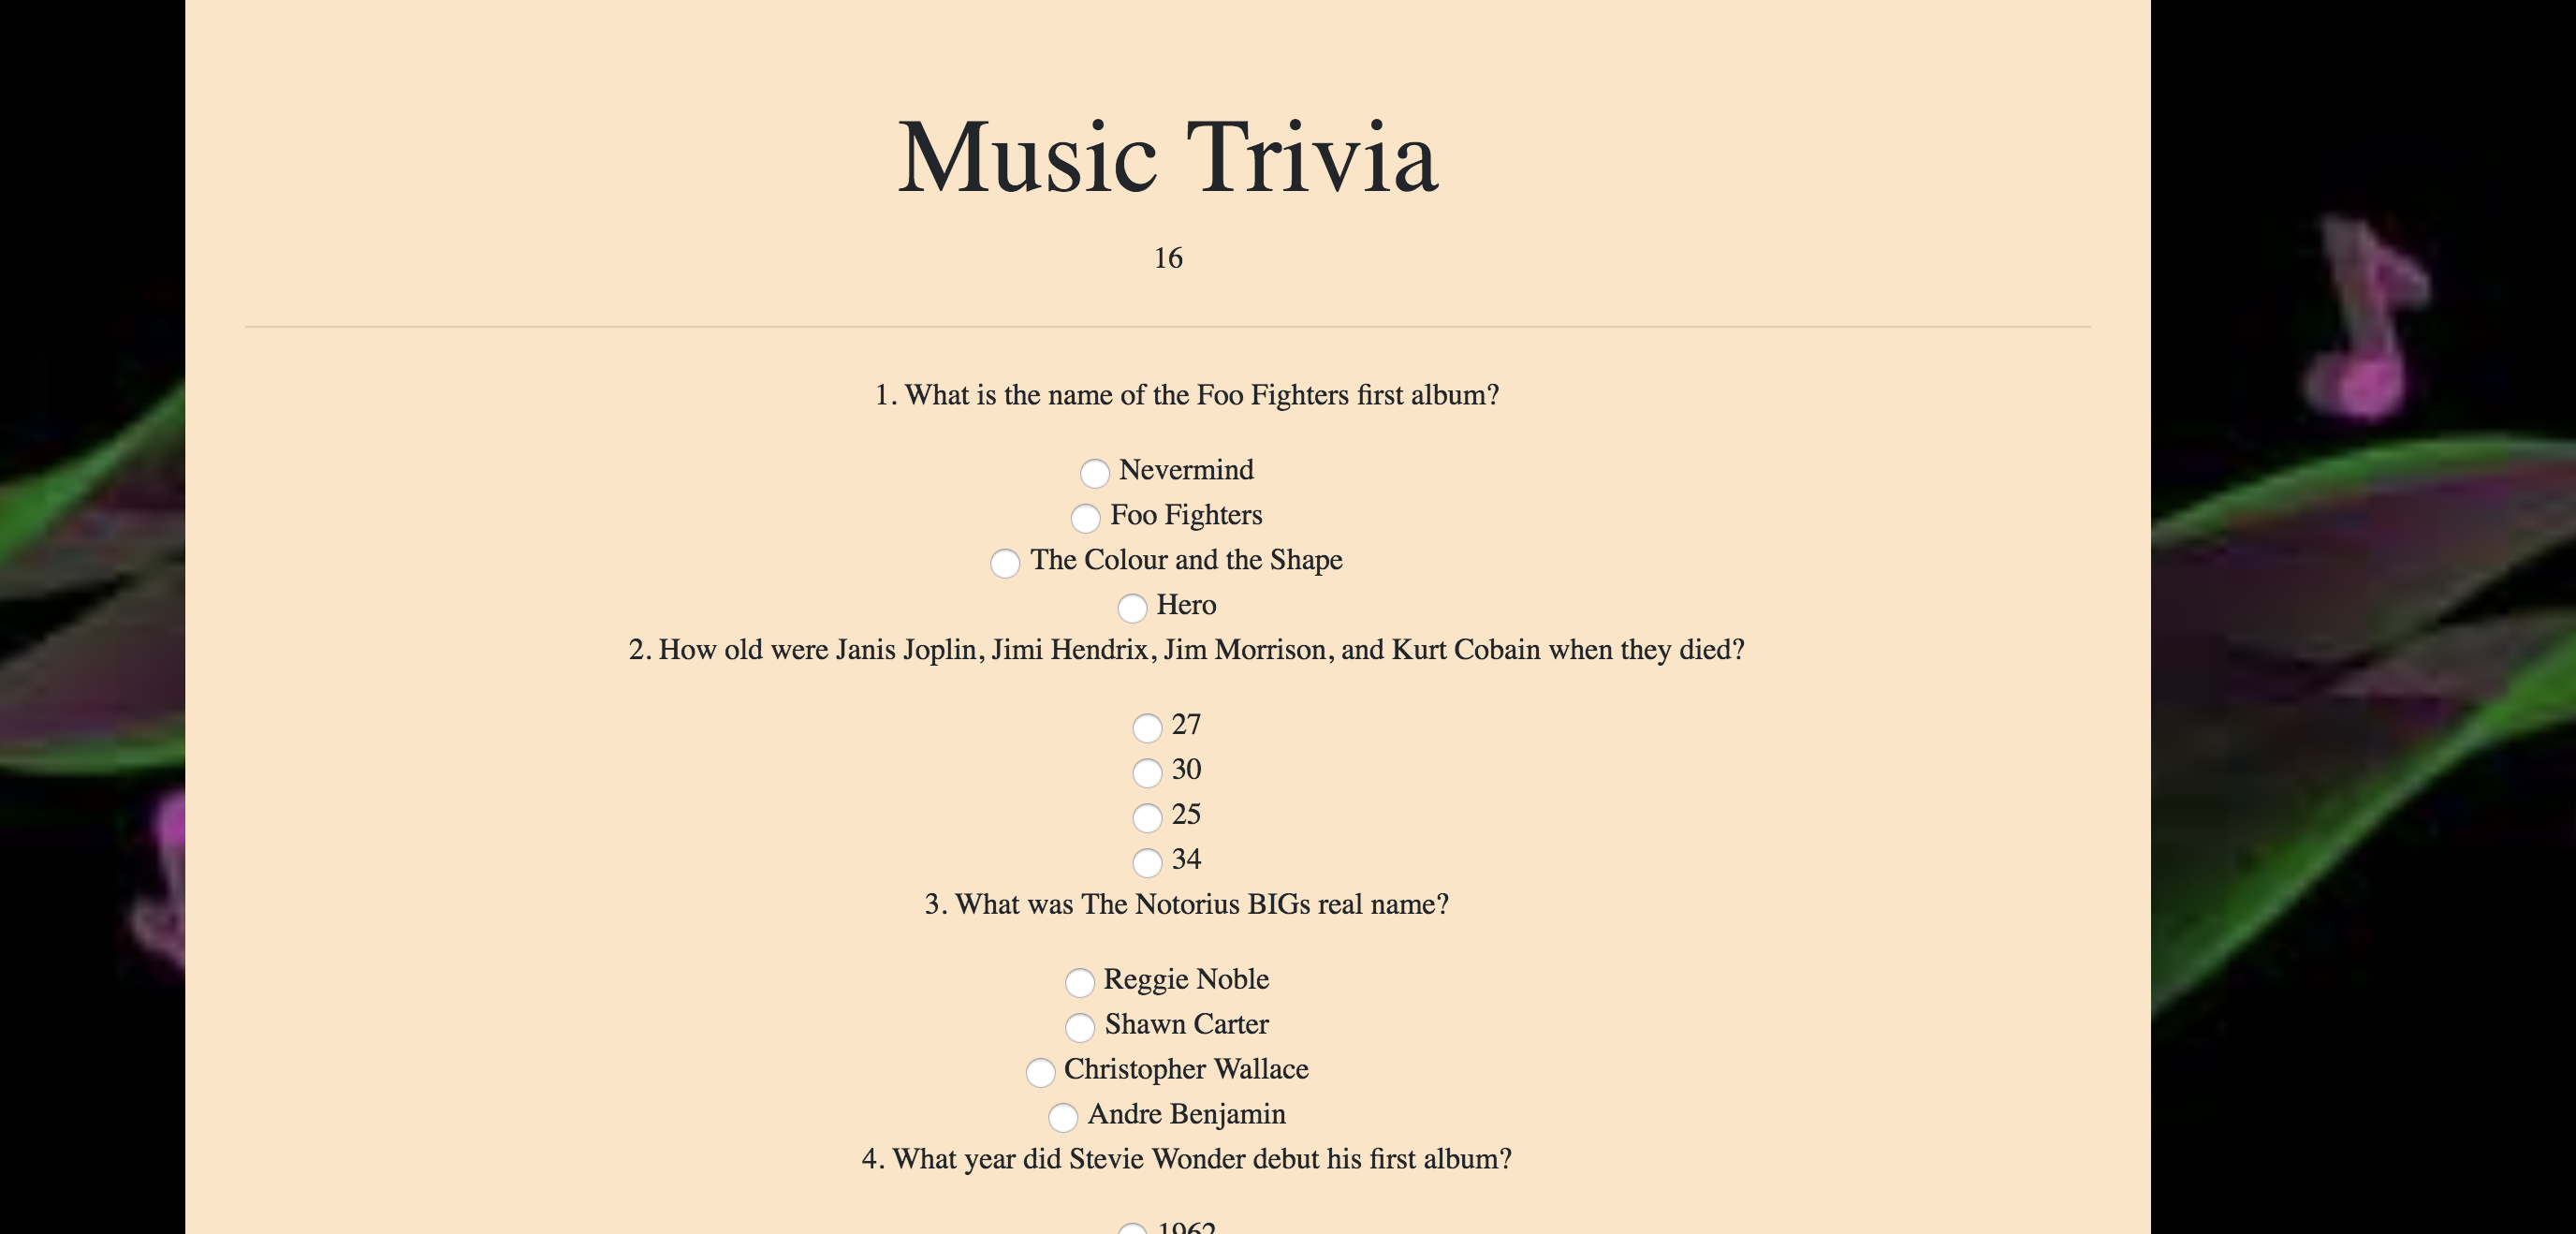 Music Trivia
16
1. What is the name of the Foo Fighters first album?
Nevermind
Foo Fighters
The Colour and the Shape
Hero
2. How old were Janis Joplin, Jimi Hendrix, Jim Morrison, and Kurt Cobain when they died?
27
30
25
34
3. What was The Notorius BIGs real name?
Reggie Noble
Shawn Carter
Christopher Wallace
Andre Benjamin
4. What year did Stevie Wonder debut his first album?
1962